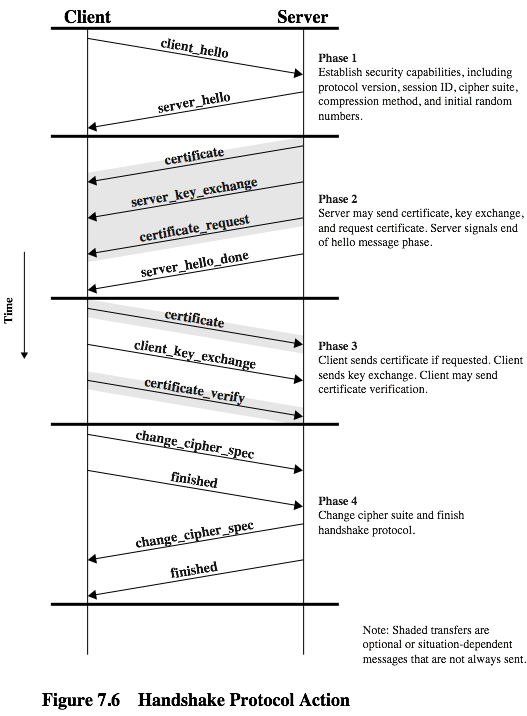 Client
Server
client_hello
Phase 1
Establish security capabilities, including
protocol version, session ID, cipher suite,
compression method, and initial random
numbers.
server_hello
certificate
server_key_exchange
certificate_request
server_hello_done
Phase 2
Server may send certificate, key exchange,
and request certificate. Server signals end
of hello message phase.
Time
certificate
client_key_exchange
certificate_verify
Phase 3
Client sends certificate if requested. Client
sends key exchange. Client may send
certificate verification.
change_cipher_spec
finished
change_cipher_spec
finished
Phase 4
Change cipher suite and finish
handshake protocol.
Note: Shaded transfers are
optional or situation-dependent
messages that are not always sent.
Figure 7.6 Handshake Protocol Action